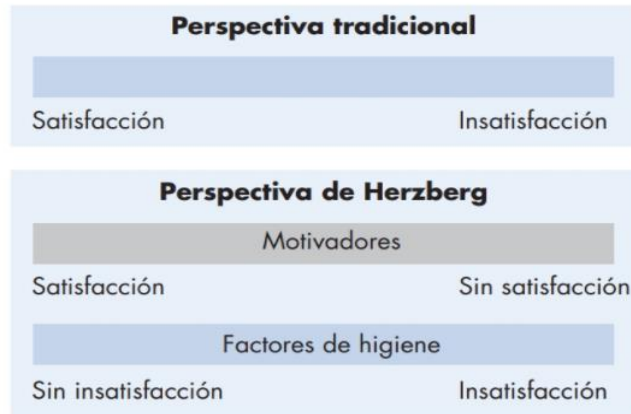 Perspectiva tradicional
Satisfacción Insatisfacción
Perspectiva de Herzberg
Motivadores
Satisfacción Sin satisfacción
Factores de higiene
Sin insatisfacción Insatisfacción